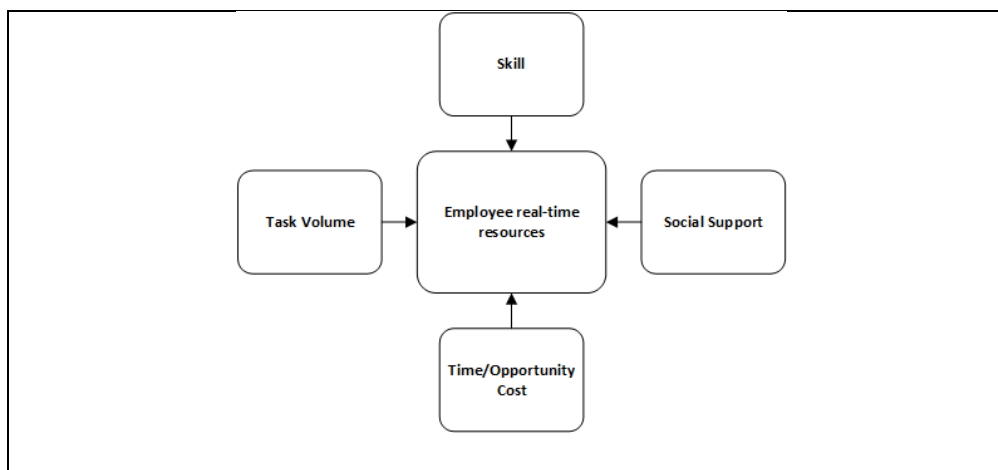 Skill
Task Volume
Employee real-time
resources
Social Support
Time/Opportunity
Cost